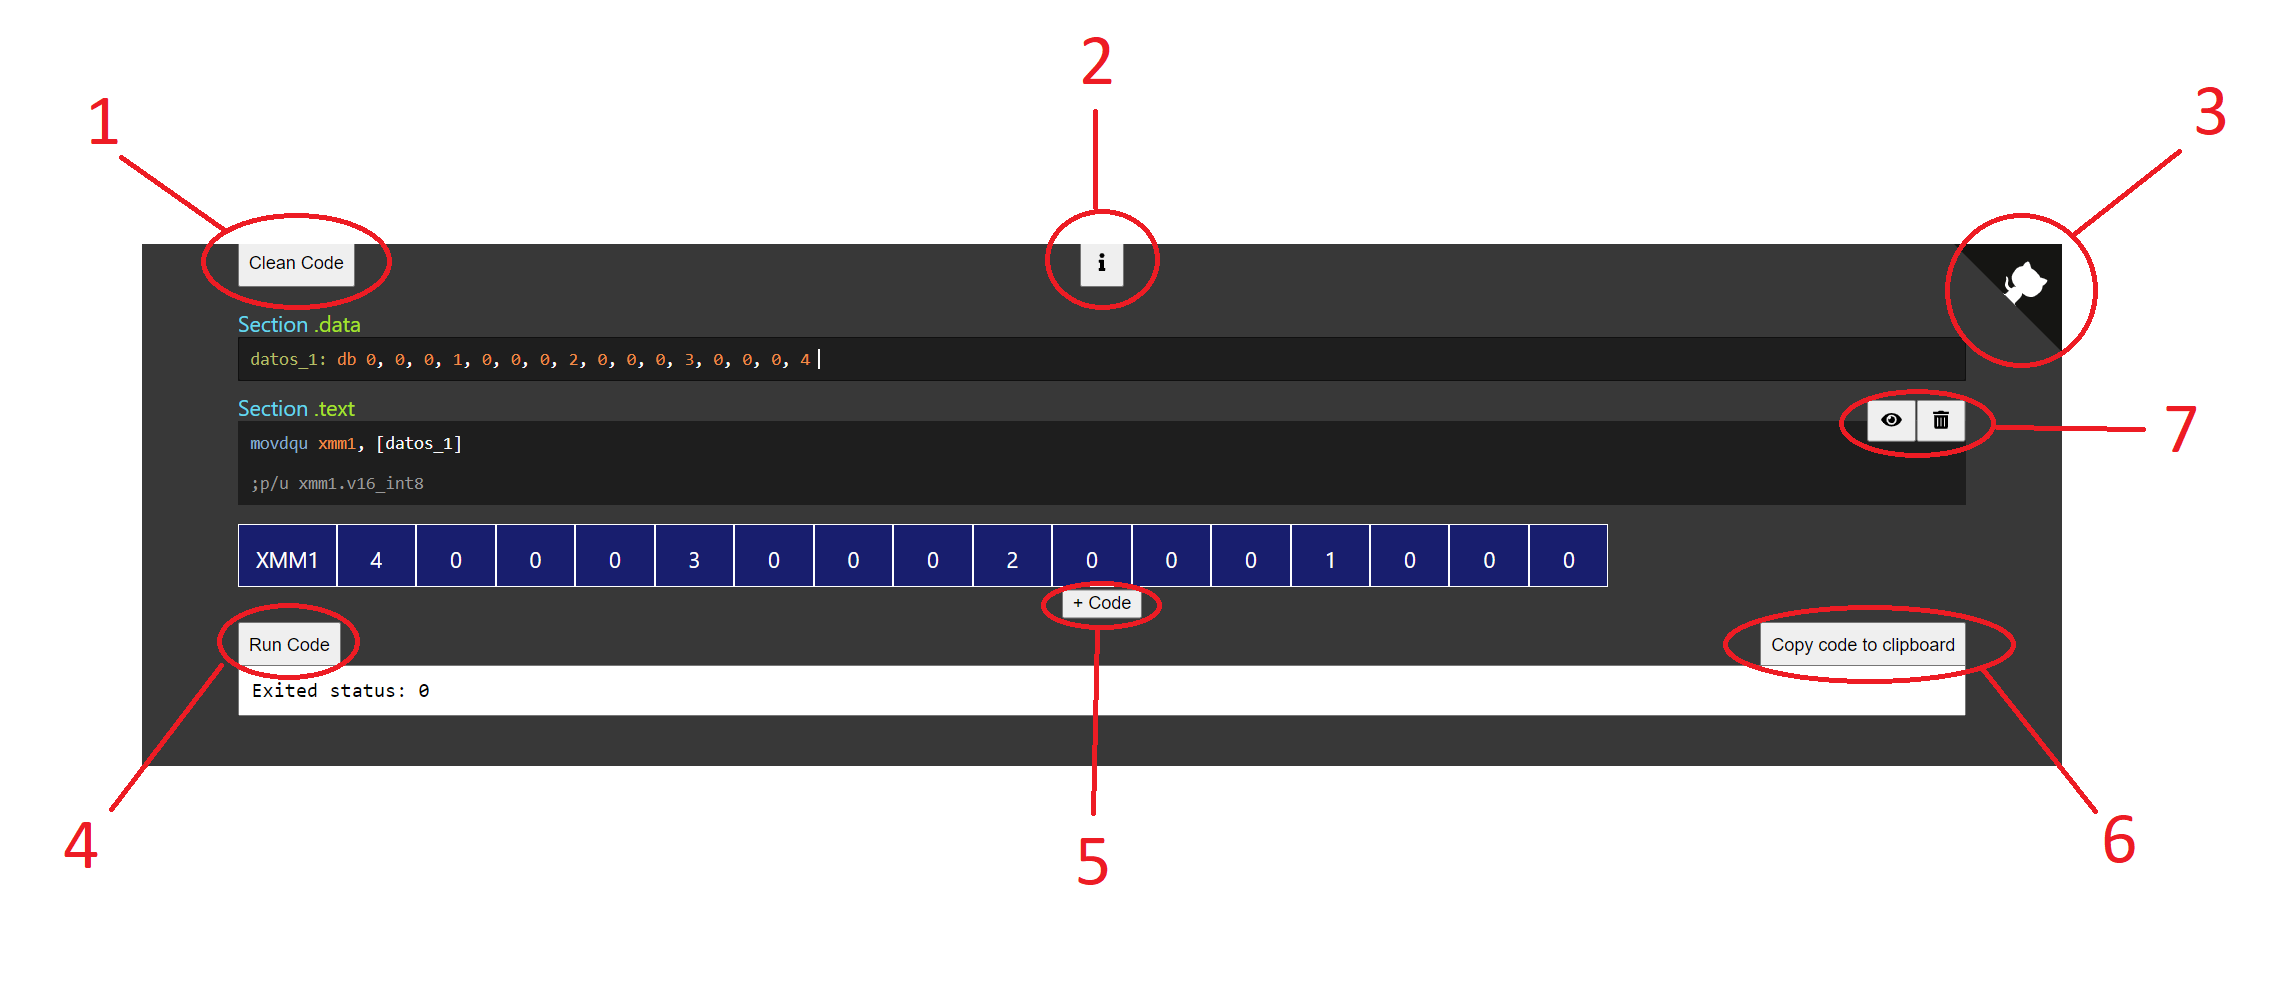 2
1
3
Clean Code
i
Section .data
datos_1: db 0, 0, 0, 1, 0, 0, 0, 2, 0, 0, 0, 3, 0, 0, 0, 4
Section .text
7
movdqu xmm1, [datos_1]
;p/u xmm1.v16_int8
XMM1 4 0 0 0 3 0 0 0 2 0 0 0 1 0 0 0
+ Code
Run Code
Copy code to clipboard
Exited status: 0
4
5
6